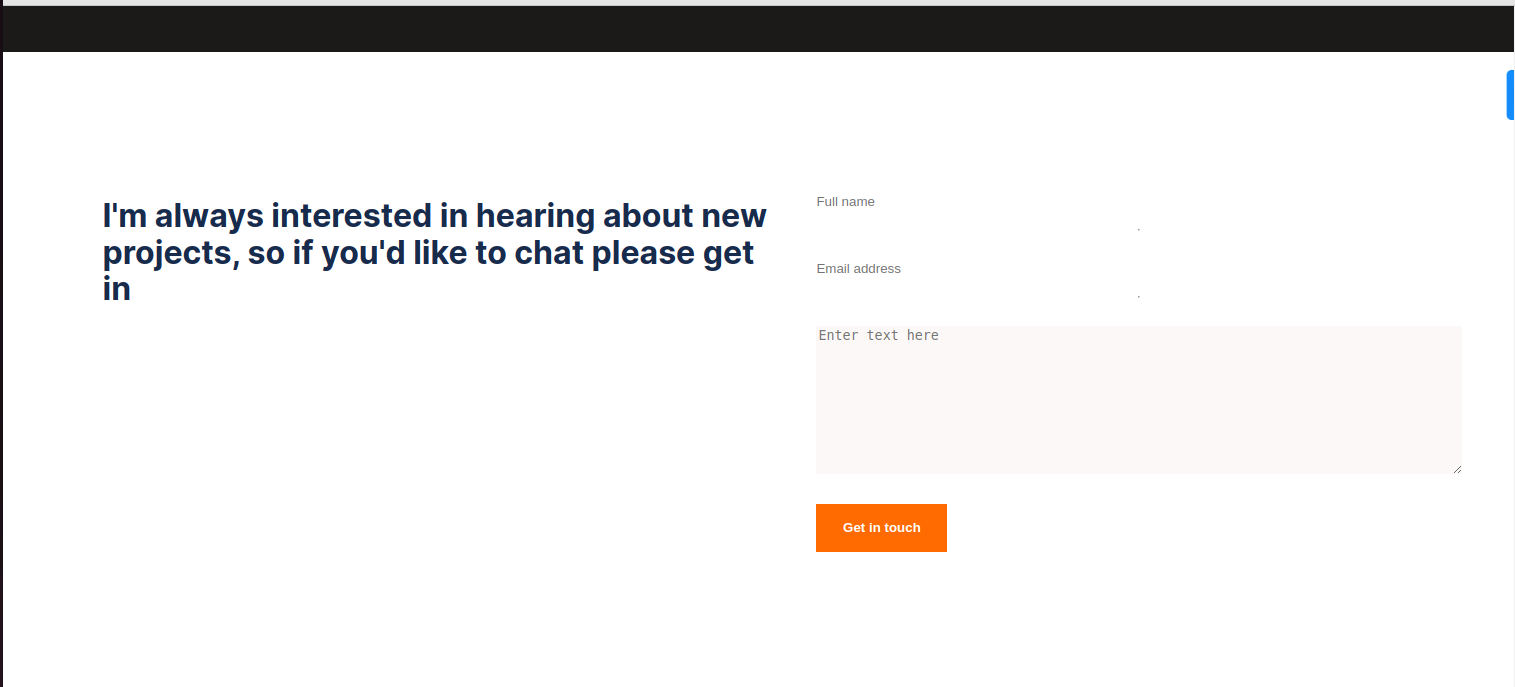 I'm always interested in hearing about new
projects, so if you'd like to chat please get
in
Full name
Email address
Enter text here
Get in touch